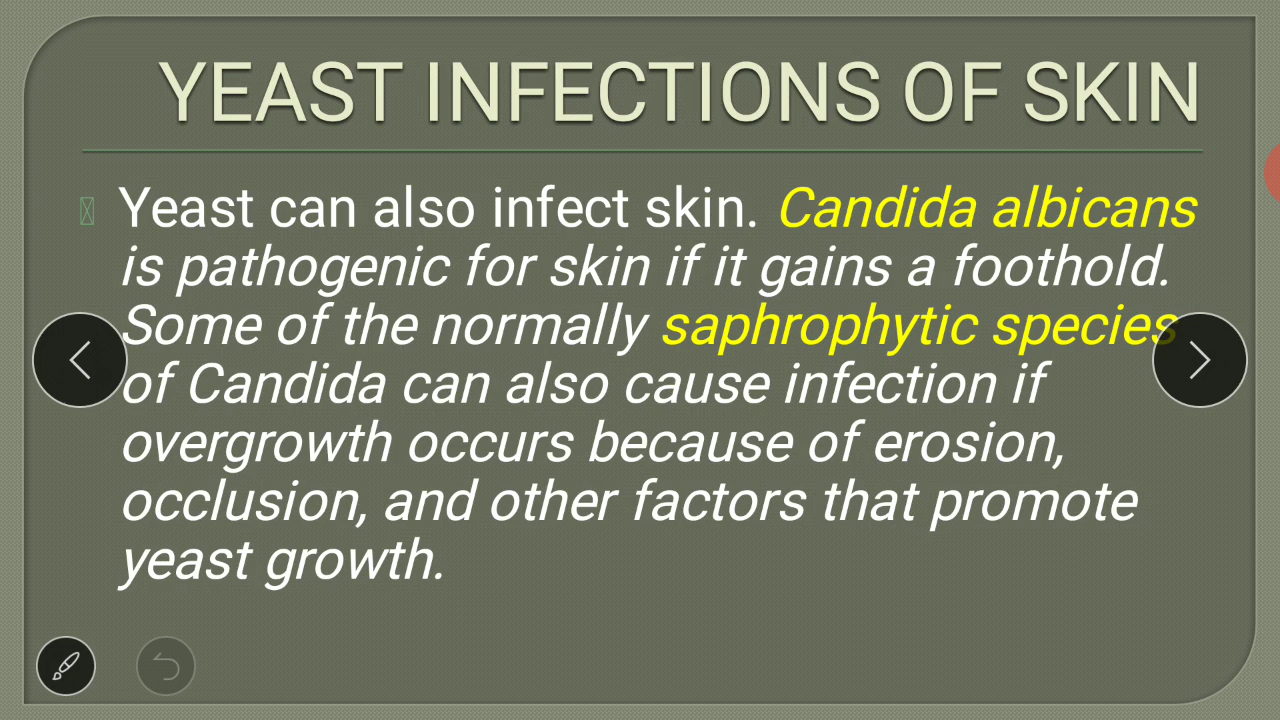 YEAST INFECTIONS OF SKIN
Yeast can also infect skin. Candida albicans
is pathogenic for skin if it gains a foothold.
Some of the normally saphrophytic species
of Candida can also cause infection if
overgrowth occurs because of erosion,
occlusion, and other factors that promote
yeast growth.